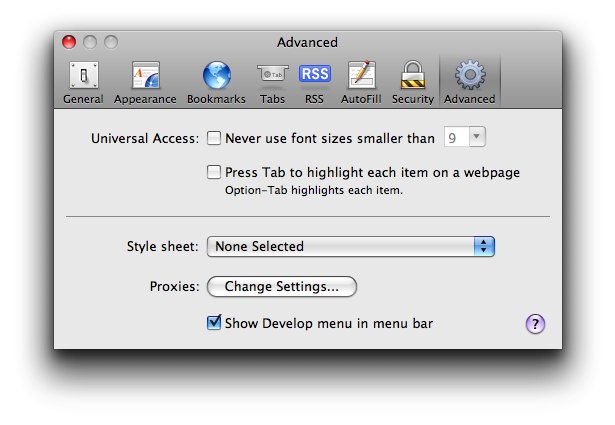 Advanced
General Appearance Bookmarks Tabs RSS AutoFill Security Advanced
Tab
RSS
Universal Access: Never use font sizes smaller than 9
Press Tab to highlight each item on a webpage
Option-Tab highlights each item.
Style sheet: None Selected
Proxies: Change Settings...
Show Develop menu in menu bar
?